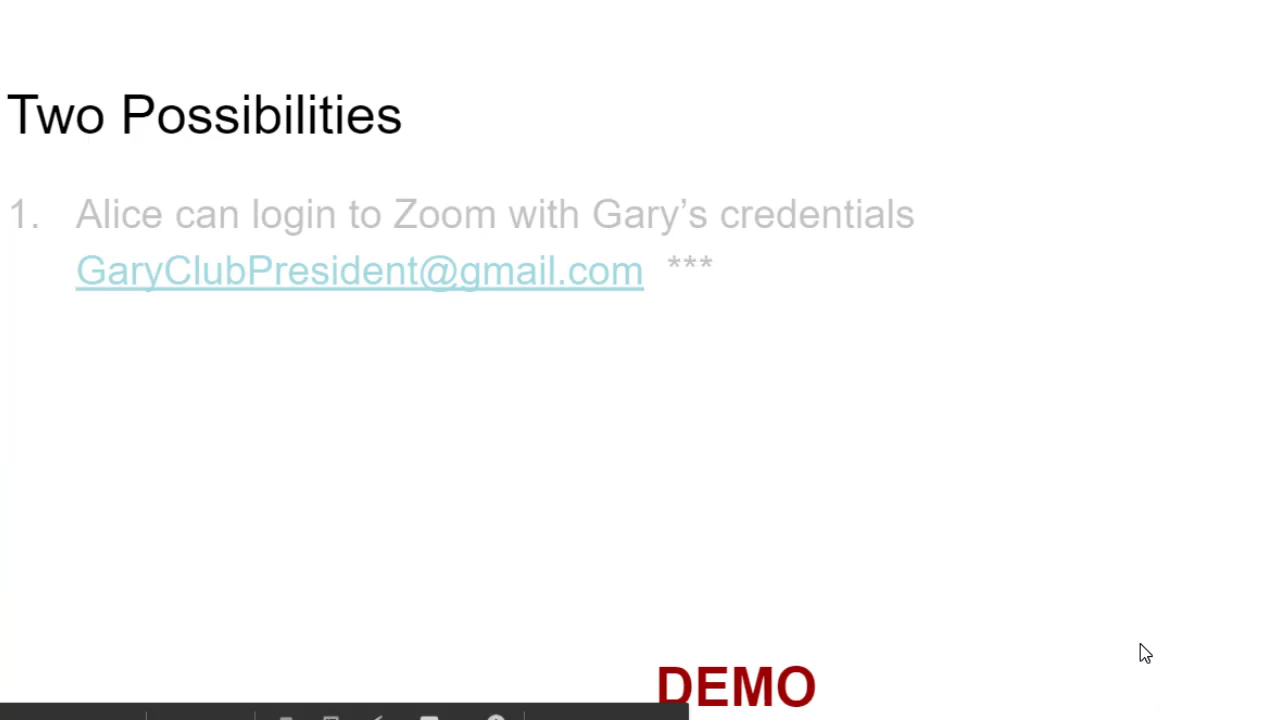 Two Possibilities
1. Alice can login to Zoom with Gary’s credentials
GaryClubPresident@gmail.com ***
DEMO